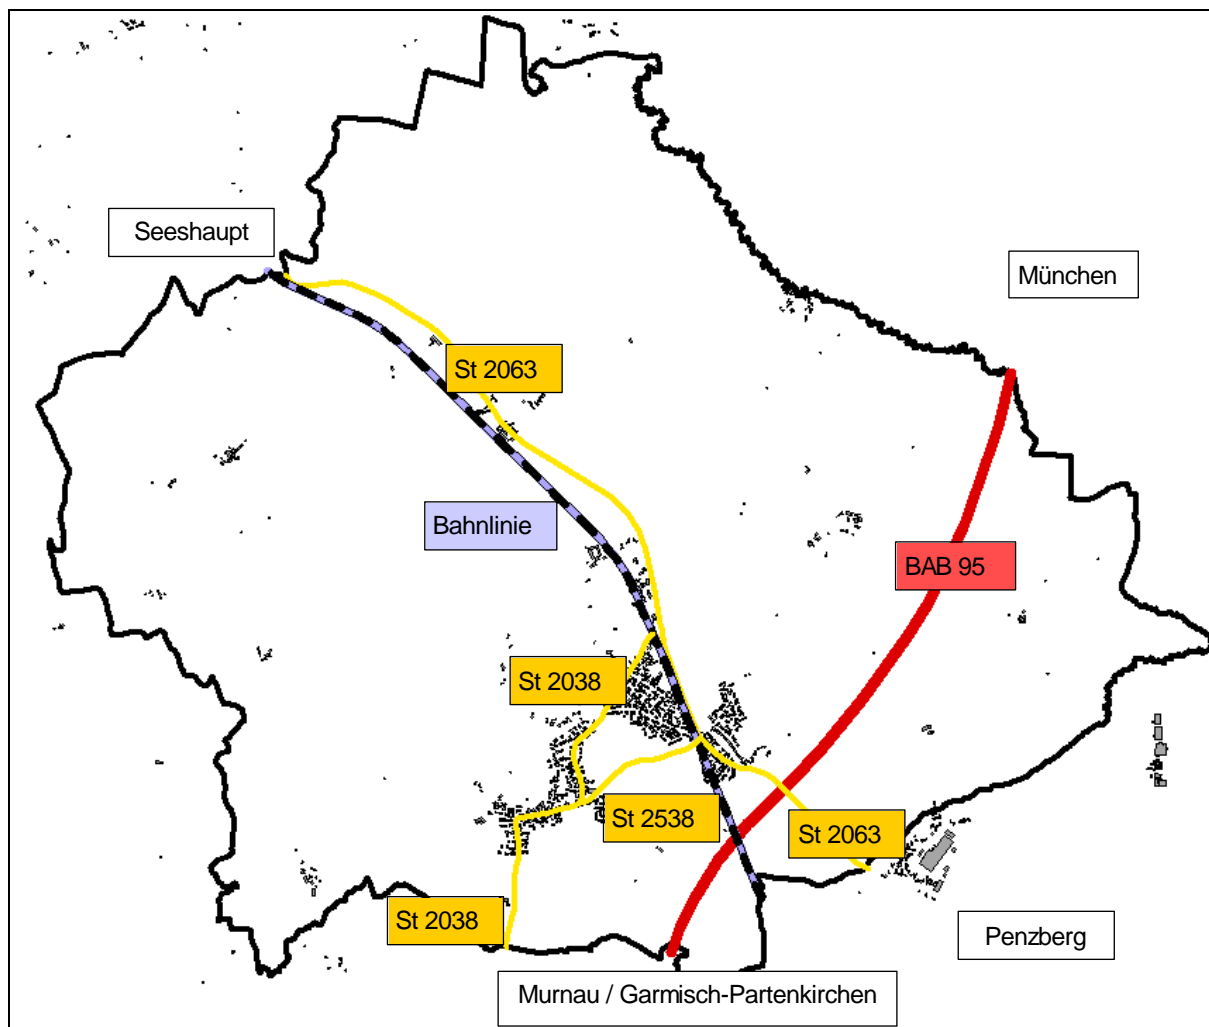 Seeshaupt
München
St 2063
Bahnlinie
BAB 95
St 2038
St 2538
St 2063
St 2038
Penzberg
Murnau / Garmisch-Partenkirchen